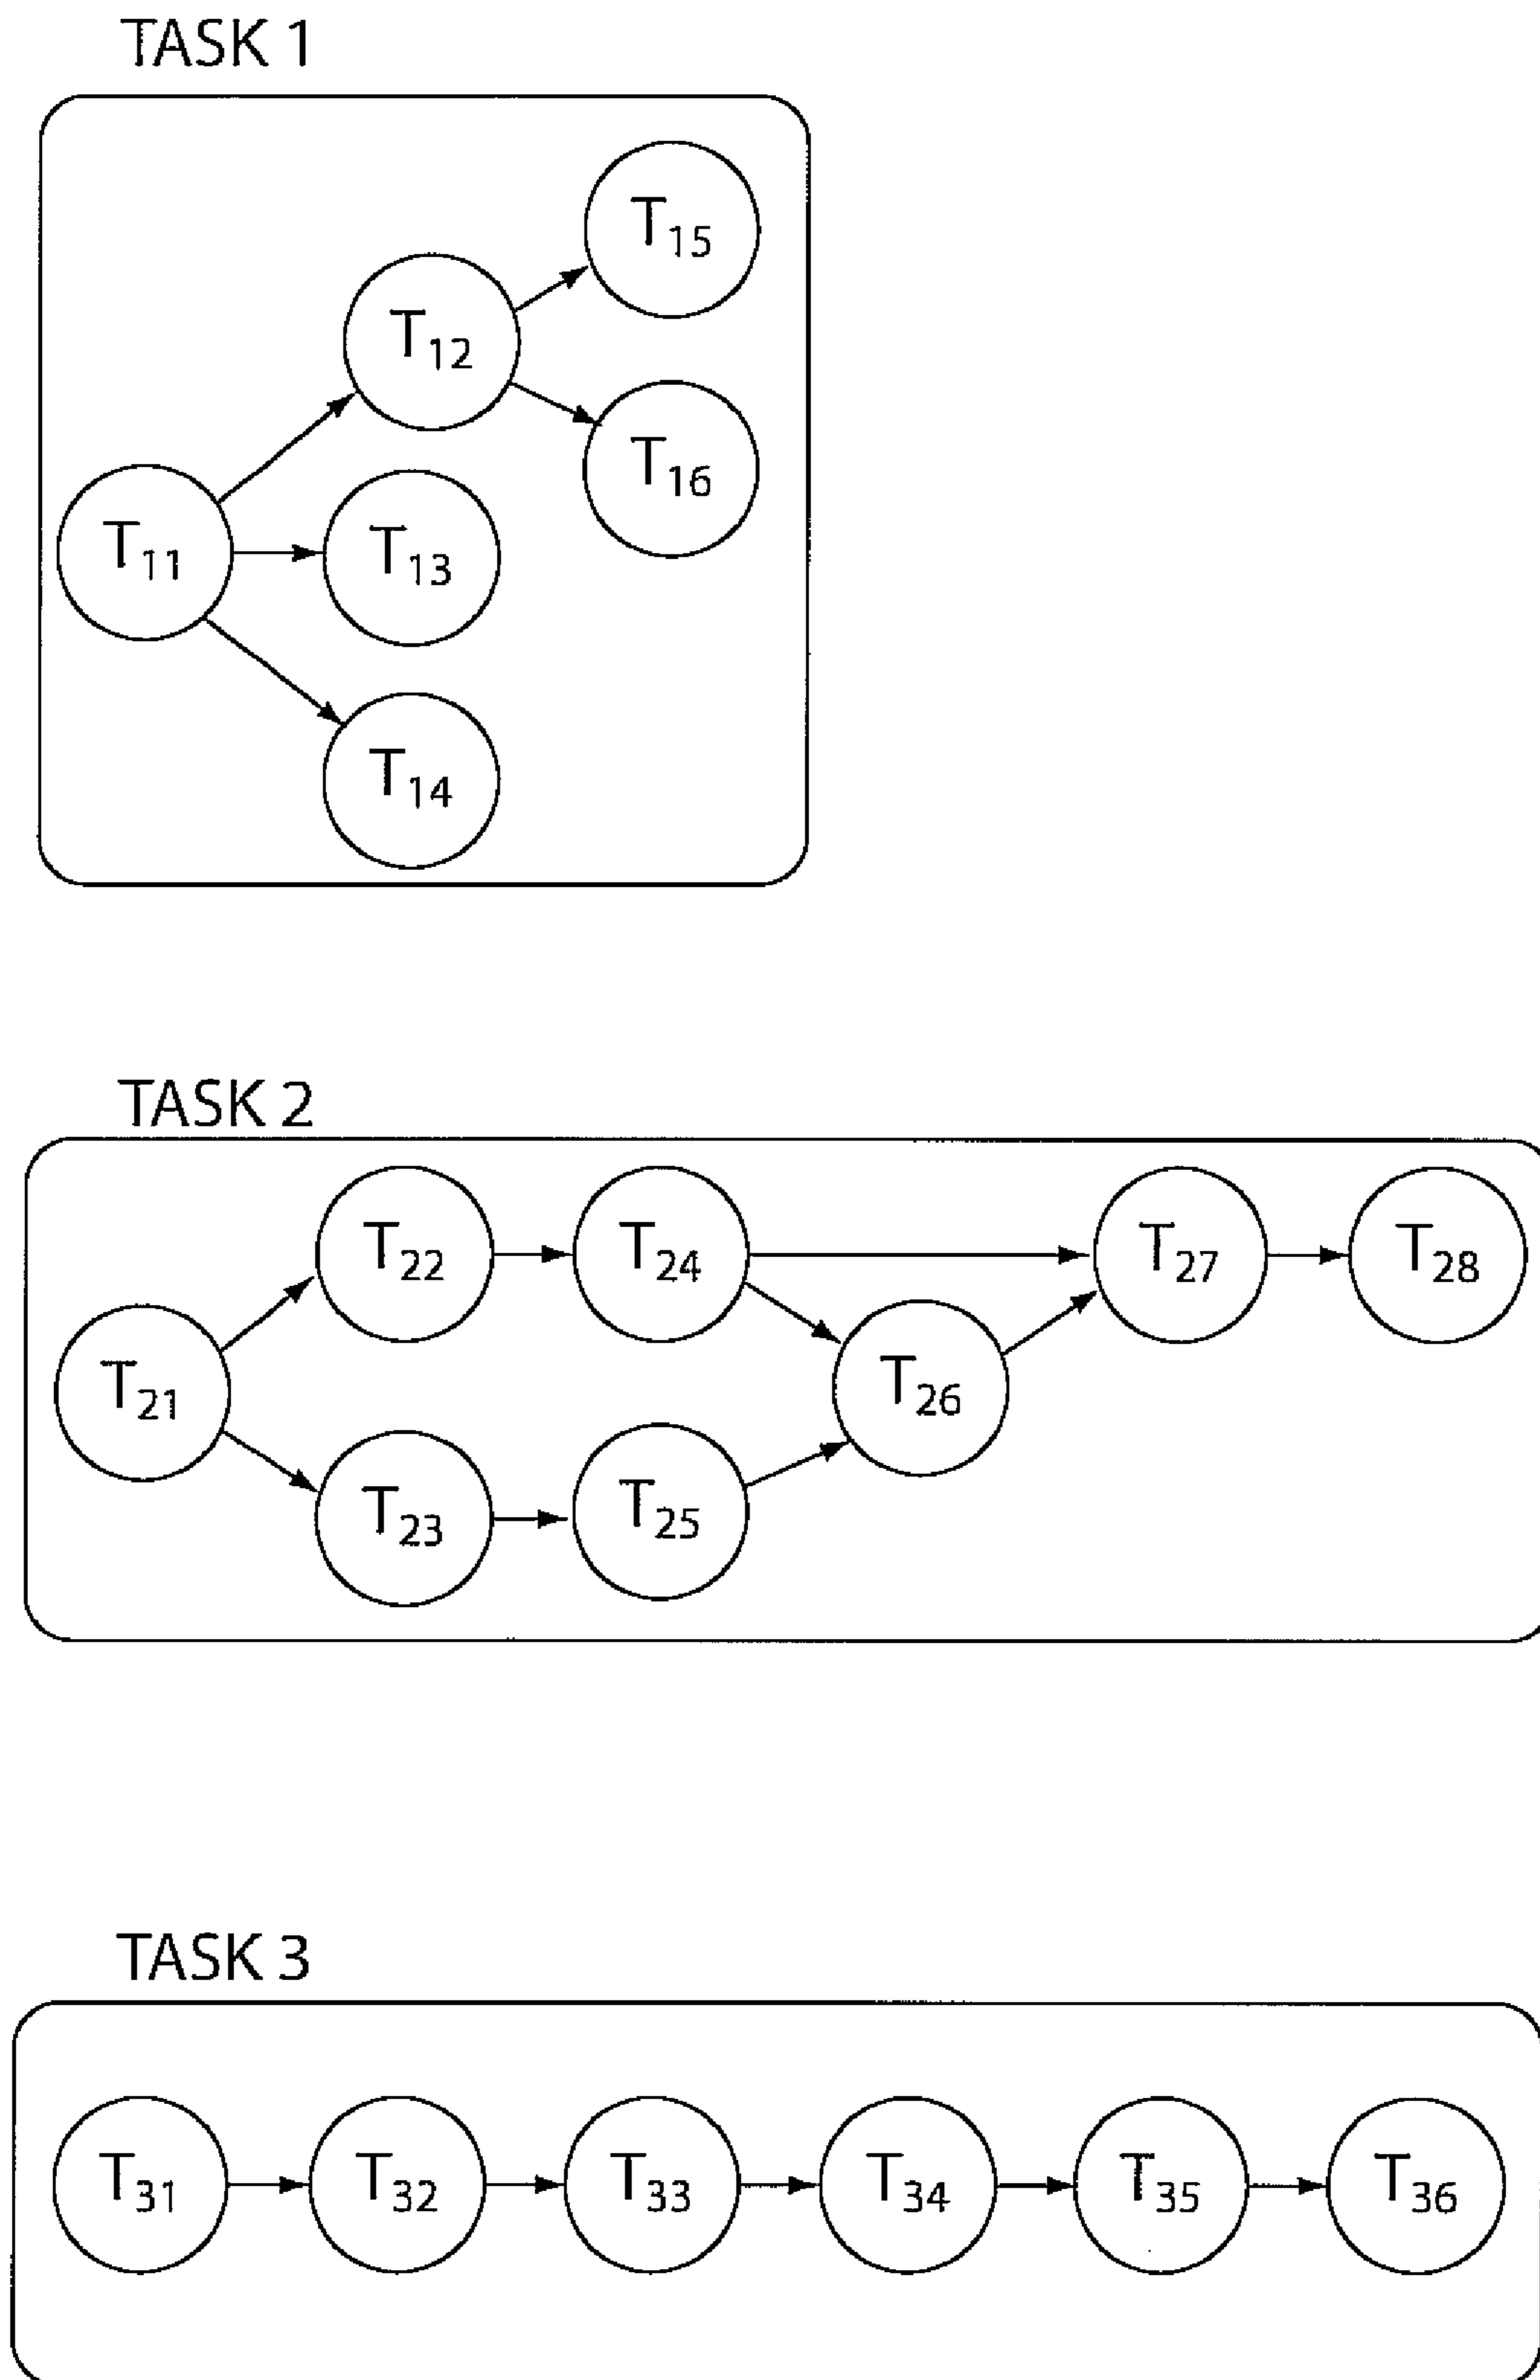 TASK 1
T15
T12
T16
T11
T13
T14
TASK 2
T22 T24 T27 T28
T21
T26
T23 T25
TASK 3
T31 T32 T33 T34 T35 T36